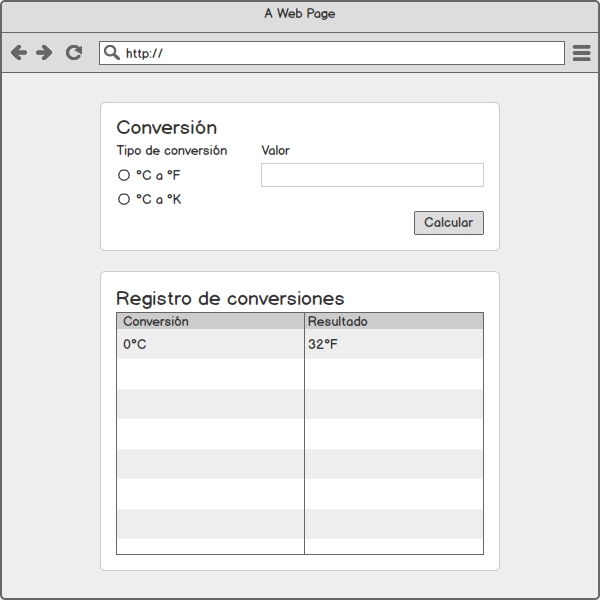 A Web Page
http://
Conversión
Tipo de conversión
Valor
°C a °F
°C a °K
Calcular
Registro de conversiones
Conversión
Resultado
0°C
32°F